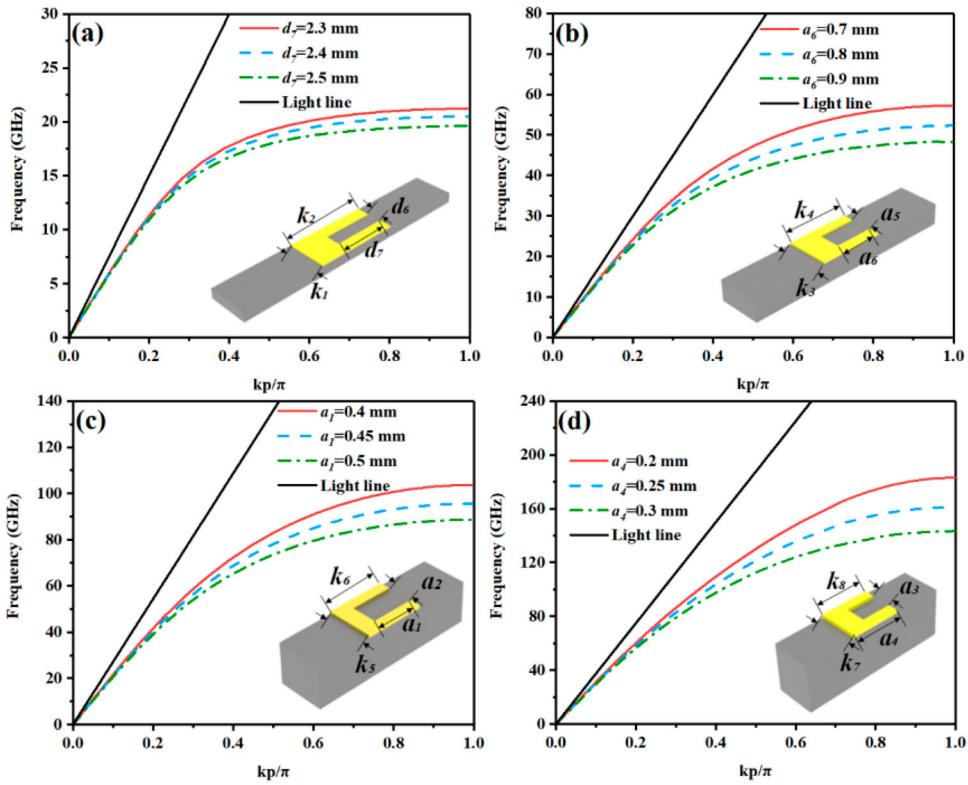 (a)
d₇=2.3 mm
d₇=2.4 mm
d₇=2.5 mm
Light line
Frequency (GHz)
30
25
20
15
10
5
0
k₂
d₆
d₇
k₁
0.0 0.2 0.4 0.6 0.8 1.0
kp/π
(b)
a₆=0.7 mm
a₆=0.8 mm
a₆=0.9 mm
Light line
Frequency (GHz)
80
70
60
50
40
30
20
10
0
k₄
a₅
a₆
k₃
0.0 0.2 0.4 0.6 0.8 1.0
kp/π
(c)
a₁=0.4 mm
a₁=0.45 mm
a₁=0.5 mm
Light line
Frequency (GHz)
140
120
100
80
60
40
20
0
k₆
a₂
a₁
k₅
0.0 0.2 0.4 0.6 0.8 1.0
kp/π
(d)
a₄=0.2 mm
a₄=0.25 mm
a₄=0.3 mm
Light line
Frequency (GHz)
240
200
160
120
80
40
0
k₈
a₃
a₄
k₇
0.0 0.2 0.4 0.6 0.8 1.0
kp/π